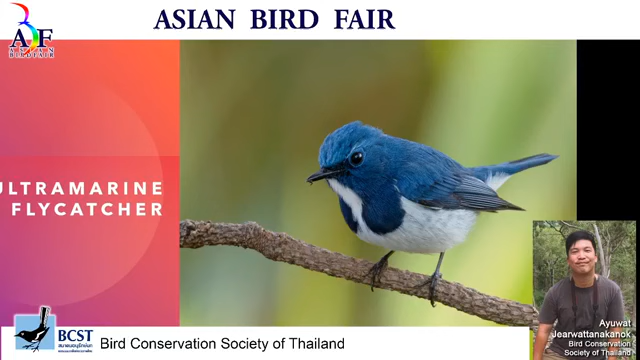 ASIAN BIRD FAIR
ABF
ASIAN
BIRDFAIR
ULTRAMARINE
FLYCATCHER
BCST
Bird Conservation Society of Thailand
Ayuwat
Jearwattanakanok
Bird Conservation
Society of Thailand